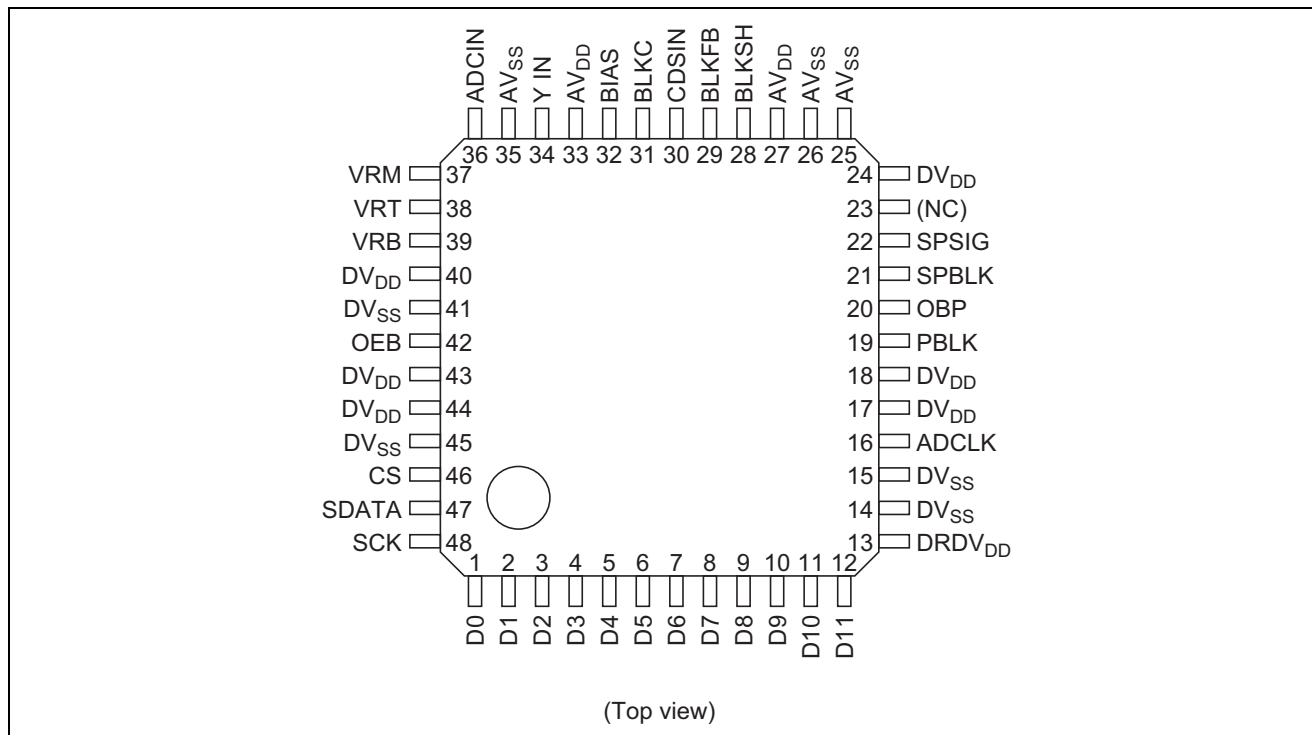 ADCIN AVSS Y IN AVDD BIAS BLKC CDSIN BLKFB BLKSH AVDD AVSS AVSS
36 35 34 33 32 31 30 29 28 27 26 25
VRM 37 24 DVDD
VRT 38 23 (NC)
VRB 39 22 SPSIG
DVDD 40 21 SPBLK
DVSS 41 20 OBP
OEB 42 19 PBLK
DVDD 43 18 DVDD
DVDD 44 17 DVDD
DVSS 45 16 ADCLK
CS 46 15 DVSS
SDATA 47 14 DVSS
SCK 48 13 DRDVDD
1 2 3 4 5 6 7 8 9 10 11 12
D0 D1 D2 D3 D4 D5 D6 D7 D8 D9 D10 D11
(Top view)